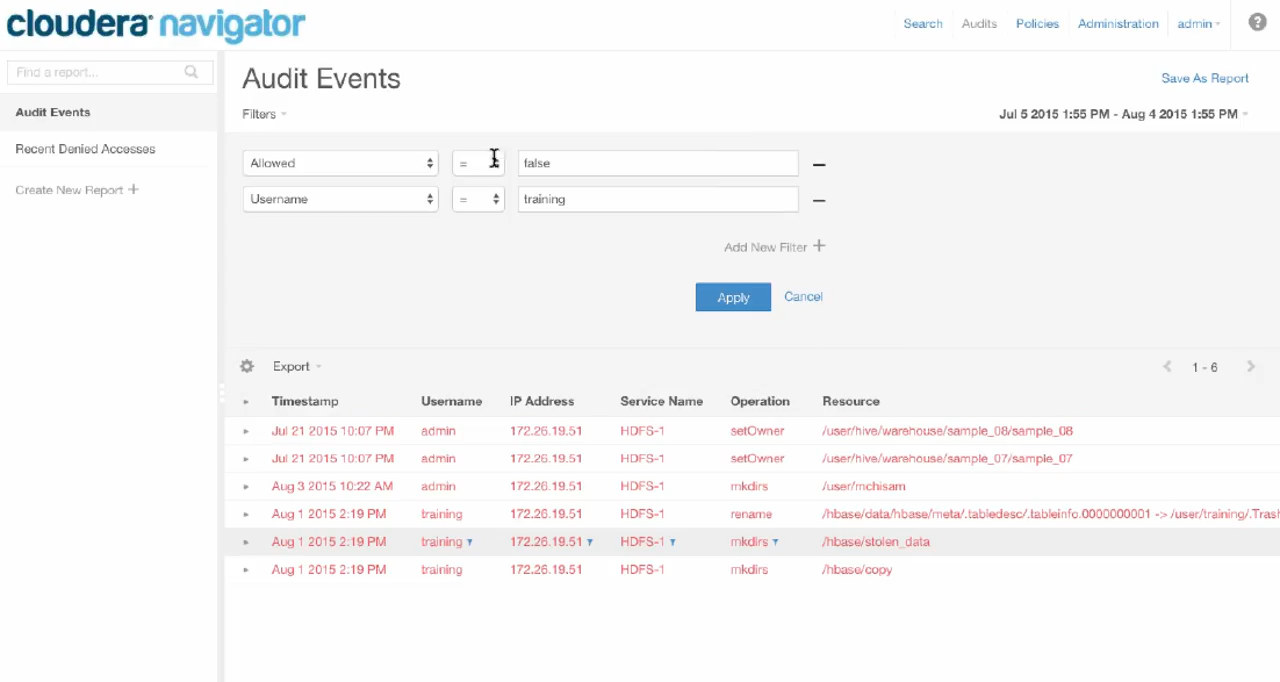 cloudera navigator
Search Audits Policies Administration admin ?
Find a report...
Audit Events
Recent Denied Accesses
Create New Report +
Audit Events
Save As Report
Filters
Jul 5 2015 1:55 PM - Aug 4 2015 1:55 PM
Allowed = false
Username = training
Add New Filter +
Apply Cancel
Export 1 - 6
Timestamp Username IP Address Service Name Operation Resource
Jul 21 2015 10:07 PM admin 172.26.19.51 HDFS-1 setOwner /user/hive/warehouse/sample_08/sample_08
Jul 21 2015 10:07 PM admin 172.26.19.51 HDFS-1 setOwner /user/hive/warehouse/sample_07/sample_07
Aug 3 2015 10:22 AM admin 172.26.19.51 HDFS-1 mkdirs /user/mchisam
Aug 1 2015 2:19 PM training 172.26.19.51 HDFS-1 rename /hbase/data/hbase/meta/.tabledesc/.tableinfo.0000000001 -> /user/training/.Trash
Aug 1 2015 2:19 PM training 172.26.19.51 HDFS-1 mkdirs /hbase/stolen_data
Aug 1 2015 2:19 PM training 172.26.19.51 HDFS-1 mkdirs /hbase/copy